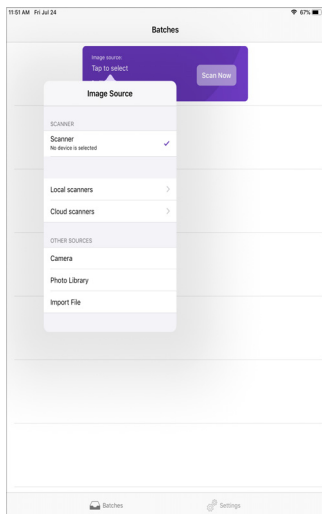 11:51 AM Fri Jul 24
67%
Batches
Image source:
Tap to select
Scan Now
Image Source
SCANNER
Scanner
No device is selected
Local scanners
Cloud scanners
OTHER SOURCES
Camera
Photo Library
Import File
Batches
Settings